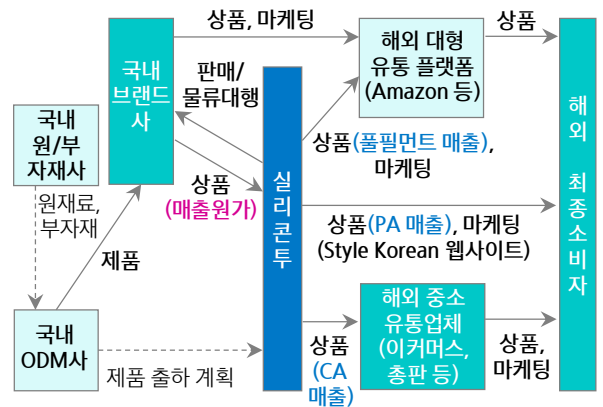 상품, 마케팅
상품
국내
브랜드
사
판매/
물류대행
해외 대형
유통 플랫폼
(Amazon 등)
국내
원/부
자재사
상품(풀필먼트 매출),
마케팅
원재료,
부자재
상품
(매출원가)
실리콘투
해외 최종소비자
상품(PA 매출), 마케팅
(Style Korean 웹사이트)
제품
해외 중소
유통업체
(이커머스,
총판 등)
국내
ODM사
제품 출하 계획
상품
(CA
매출)
상품,
마케팅